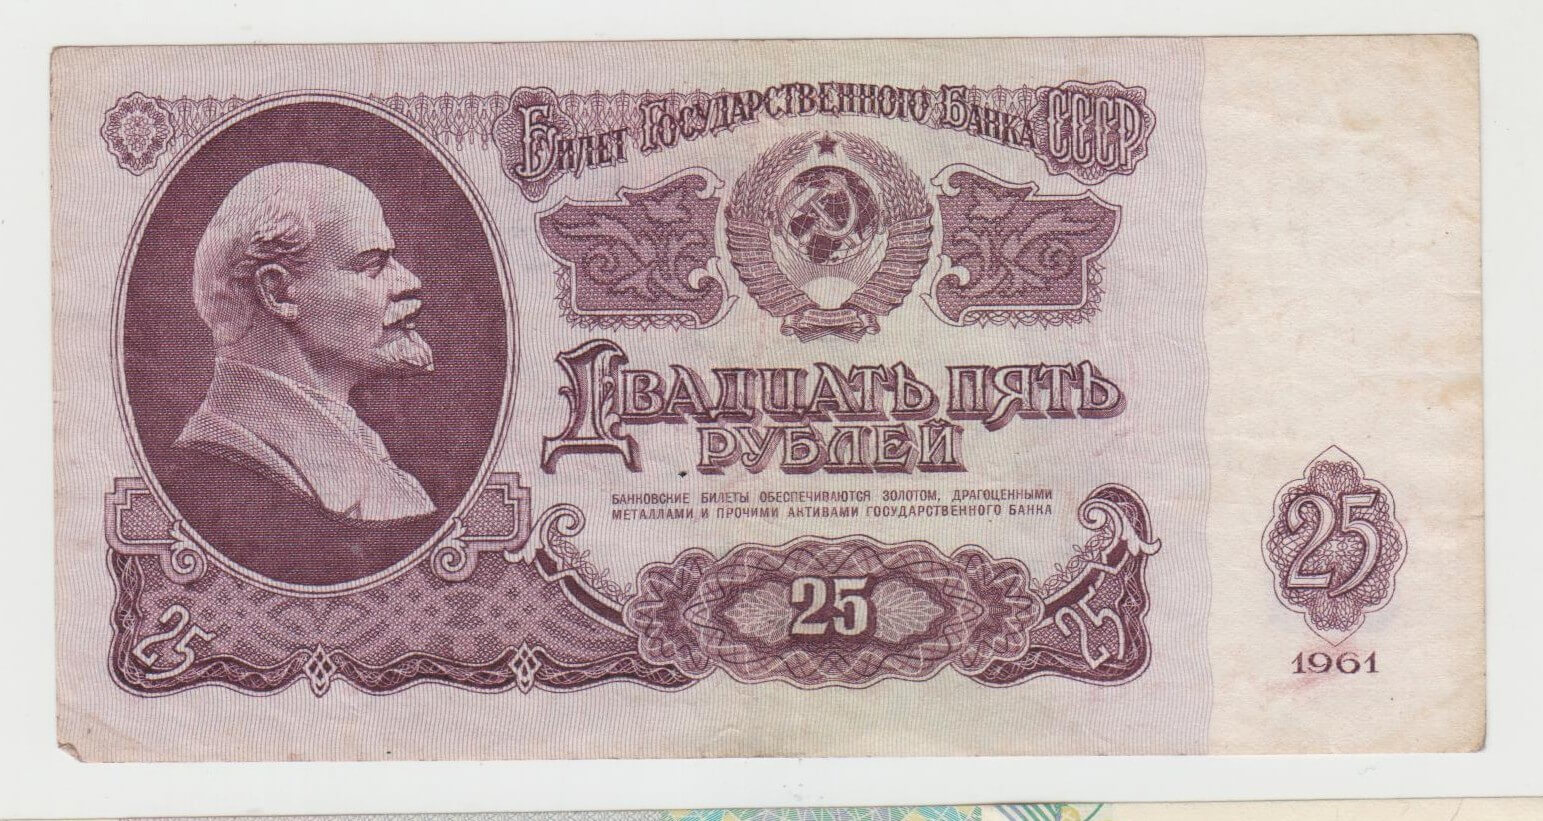 Билет Государственного Банка СССР
Двадцать пять
рублей
БАНКОВСКИЕ БИЛЕТЫ ОБЕСПЕЧИВАЮТСЯ ЗОЛОТОМ, ДРАГОЦЕННЫМИ
МЕТАЛЛАМИ И ПРОЧИМИ АКТИВАМИ ГОСУДАРСТВЕННОГО БАНКА
25
25
25
25
1961